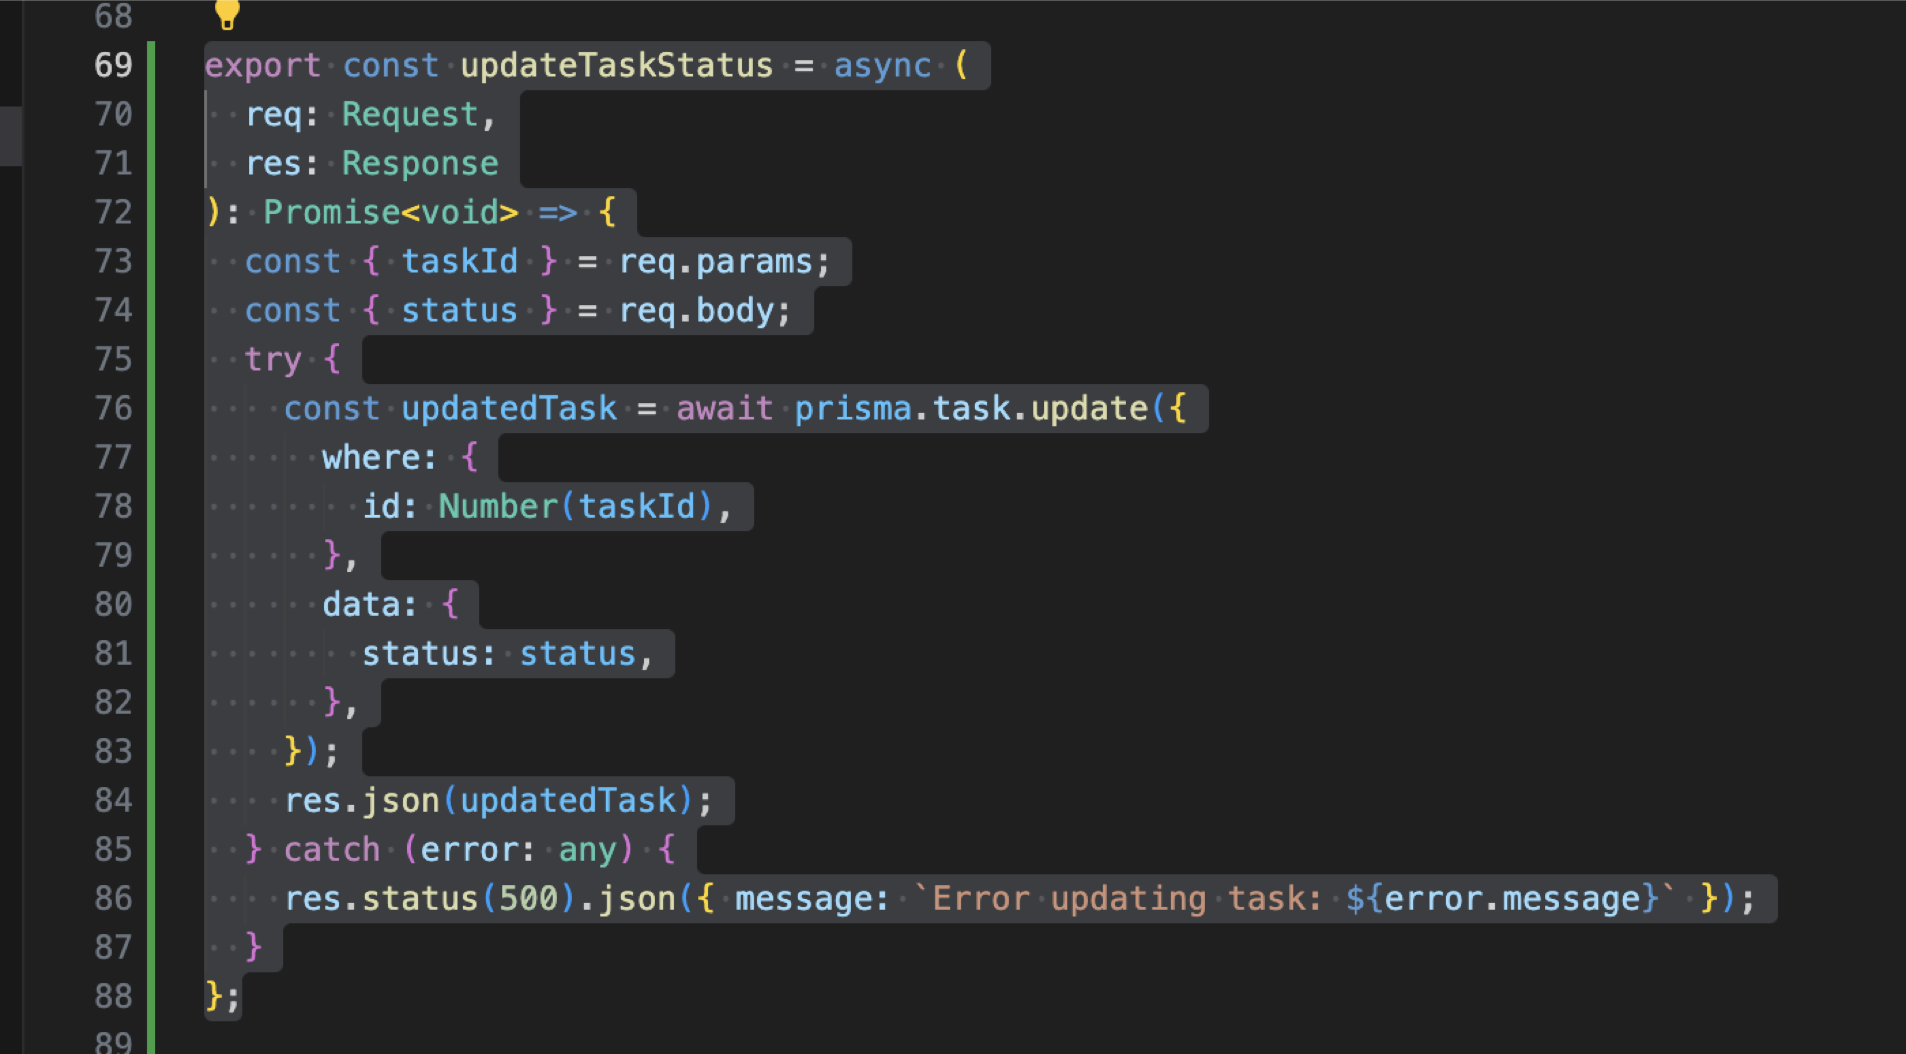 68
69 export const updateTaskStatus = async (
70   req: Request,
71   res: Response
72 ): Promise<void> => {
73   const { taskId } = req.params;
74   const { status } = req.body;
75   try {
76     const updatedTask = await prisma.task.update({
77       where: {
78         id: Number(taskId),
79       },
80       data: {
81         status: status,
82       },
83     });
84     res.json(updatedTask);
85   } catch (error: any) {
86     res.status(500).json({ message: `Error updating task: ${error.message}` });
87   }
88 };
89